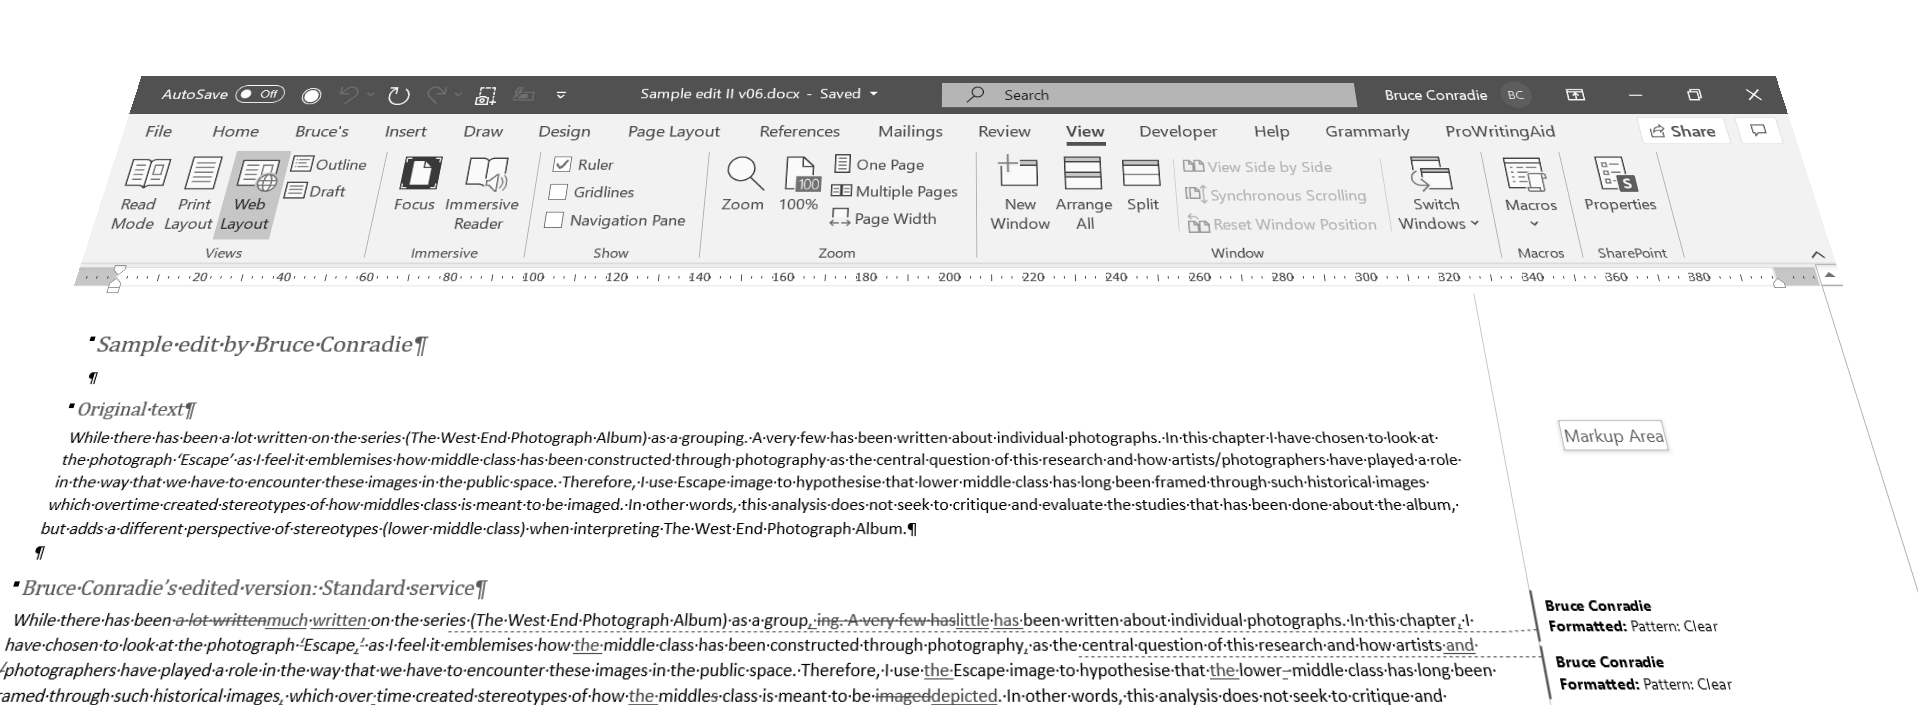 AutoSave Off Sample edit II v06.docx - Saved Search Bruce Conradie BC
File Home Bruce's Insert Draw Design Page Layout References Mailings Review View Developer Help Grammarly ProWritingAid Share
Read Mode
Print Layout
Web Layout
Outline
Draft
Views
Focus
Immersive Reader
Immersive
Ruler
Gridlines
Navigation Pane
Show
Zoom
100
100%
One Page
Multiple Pages
Page Width
Zoom
New Window
Arrange All
Split
View Side by Side
Synchronous Scrolling
Reset Window Position
Switch Windows
Window
Macros
Macros
S
Properties
SharePoint
20 40 60 80 100 120 140 160 180 200 220 240 260 280 300 320 340 360 380
Sample·edit·by·Bruce·Conradie¶
¶
Original·text¶
While·there·has·been·a·lot·written·on·the·series·(The·West·End·Photograph·Album)·as·a·grouping.·A·very·few·has·been·written·about·individual·photographs.·In·this·chapter·I·have·chosen·to·look·at·
the·photograph·‘Escape’·as·I·feel·it·emblemises·how·middle·class·has·been·constructed·through·photography·as·the·central·question·of·this·research·and·how·artists/photographers·have·played·a·role·
in·the·way·that·we·have·to·encounter·these·images·in·the·public·space.·Therefore,·I·use·Escape·image·to·hypothesise·that·lower·middle·class·has·long·been·framed·through·such·historical·images·
which·overtime·created·stereotypes·of·how·middles·class·is·meant·to·be·imaged.·In·other·words,·this·analysis·does·not·seek·to·critique·and·evaluate·the·studies·that·has·been·done·about·the·album,·
but·adds·a·different·perspective·of·stereotypes·(lower·middle·class)·when·interpreting·The·West·End·Photograph·Album.¶
¶
Markup Area
Bruce·Conradie’s·edited·version:·Standard·service¶
While·there·has·been·a·lot·writtenmuch·written·on·the·series·(The·West·End·Photograph·Album)·as·a·group,·ing.·A·very·few·haslittle·has·been·written·about·individual·photographs.·In·this·chapter,·I·
have·chosen·to·look·at·the·photograph·‘Escape,’·as·I·feel·it·emblemises·how·the·middle·class·has·been·constructed·through·photography,·as·the·central·question·of·this·research·and·how·artists·and·
/photographers·have·played·a·role·in·the·way·that·we·have·to·encounter·these·images·in·the·public·space.·Therefore,·I·use·the·Escape·image·to·hypothesise·that·the·lower-·middle·class·has·long·been·
ramed·through·such·historical·images,·which·over·time·created·stereotypes·of·how·the·middles·class·is·meant·to·be·imageddepicted.·In·other·words,·this·analysis·does·not·seek·to·critique·and·
Bruce Conradie
Formatted: Pattern: Clear
Bruce Conradie
Formatted: Pattern: Clear